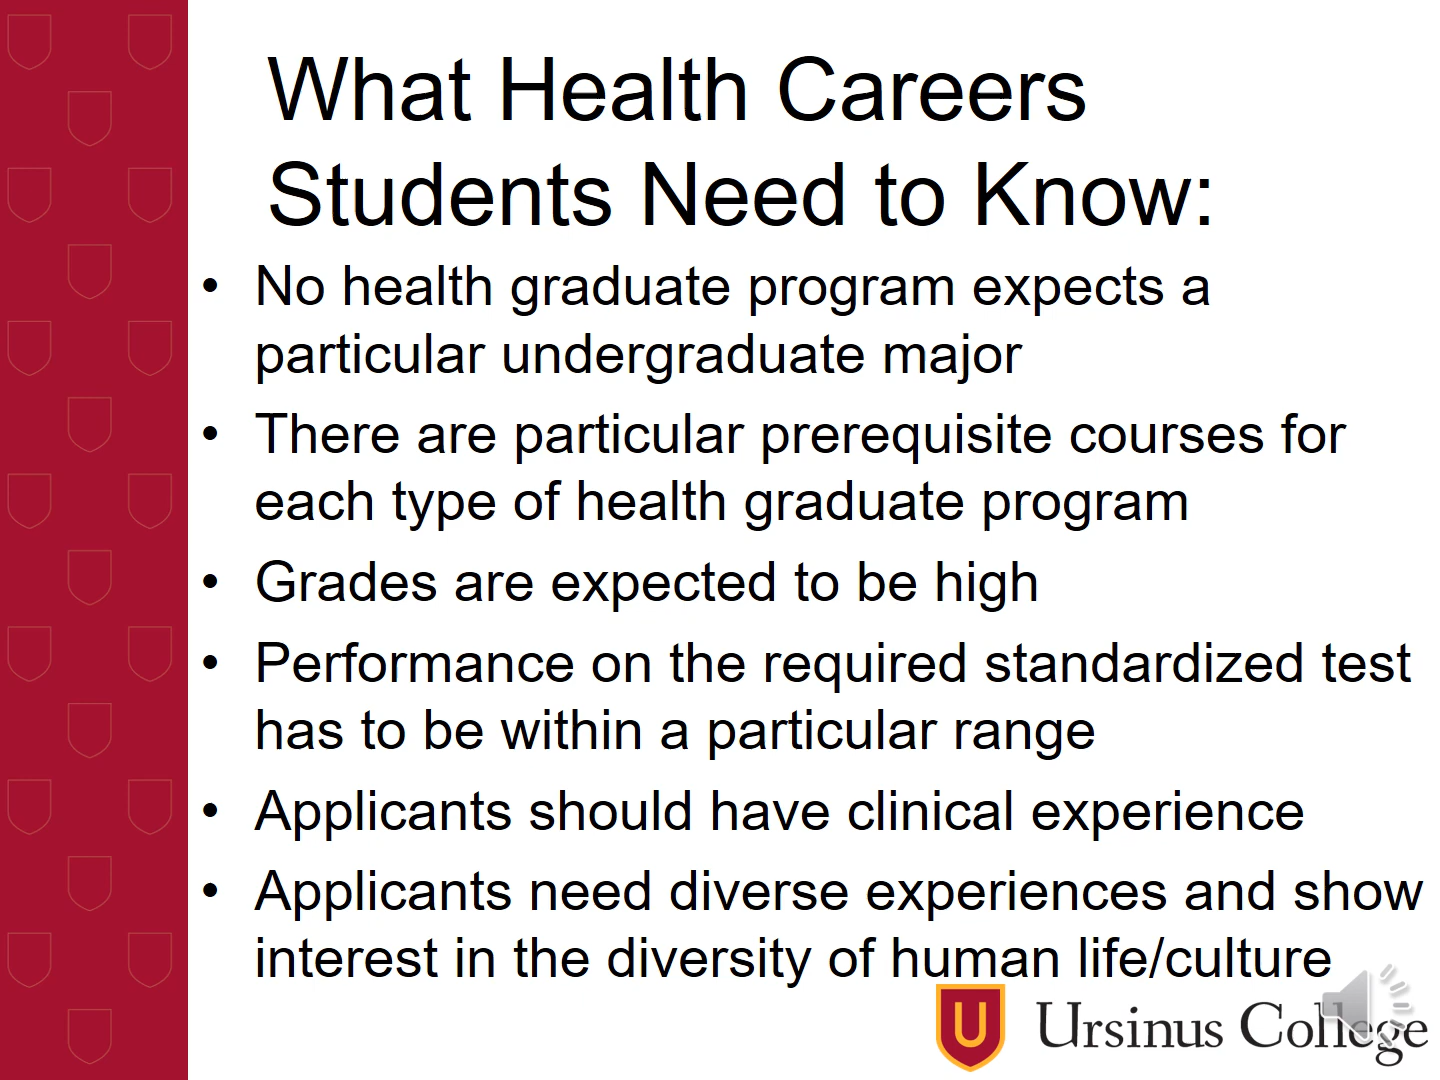 What Health Careers
Students Need to Know:
• No health graduate program expects a
particular undergraduate major
• There are particular prerequisite courses for
each type of health graduate program
• Grades are expected to be high
• Performance on the required standardized test
has to be within a particular range
• Applicants should have clinical experience
• Applicants need diverse experiences and show
interest in the diversity of human life/culture
U Ursinus College